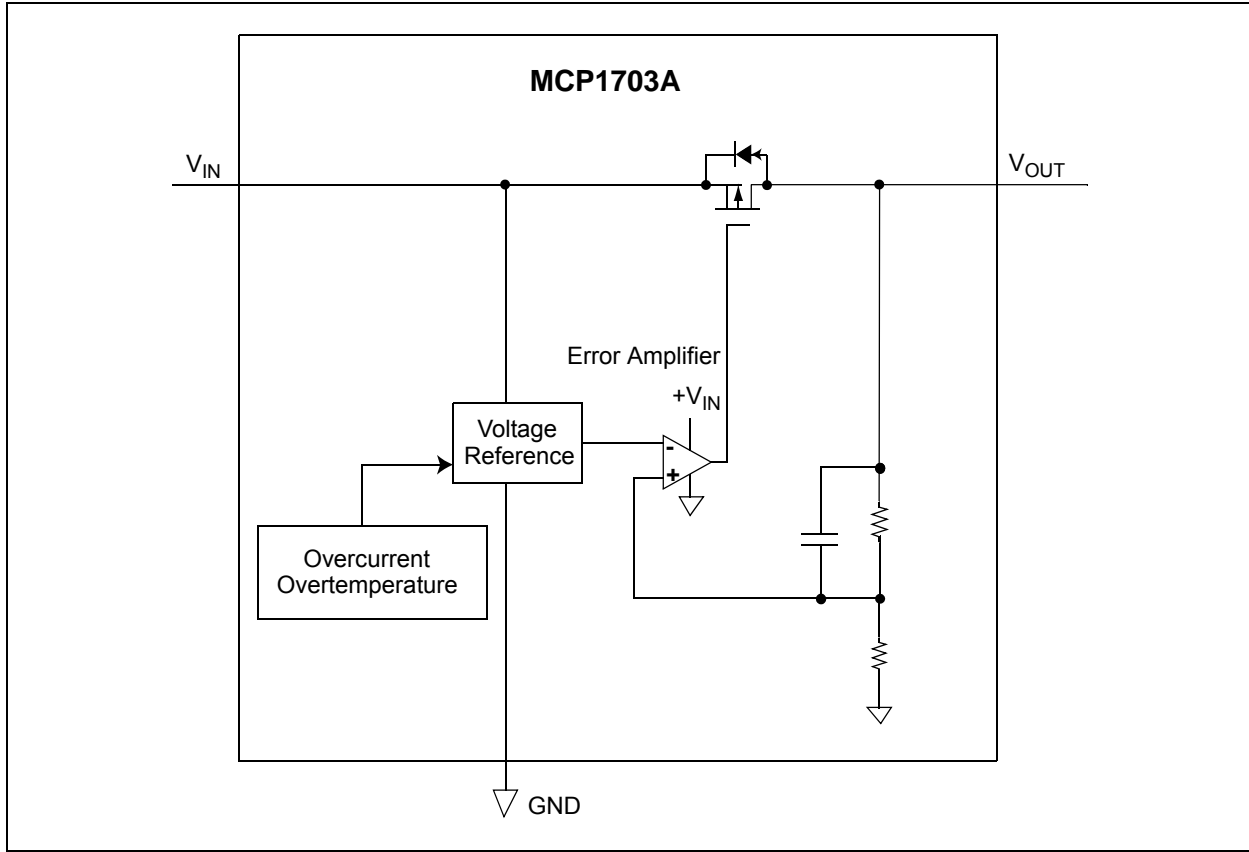 MCP1703A
V_IN
V_OUT
Error Amplifier
+V_IN
Voltage
Reference
-
+
Overcurrent
Overtemperature
GND